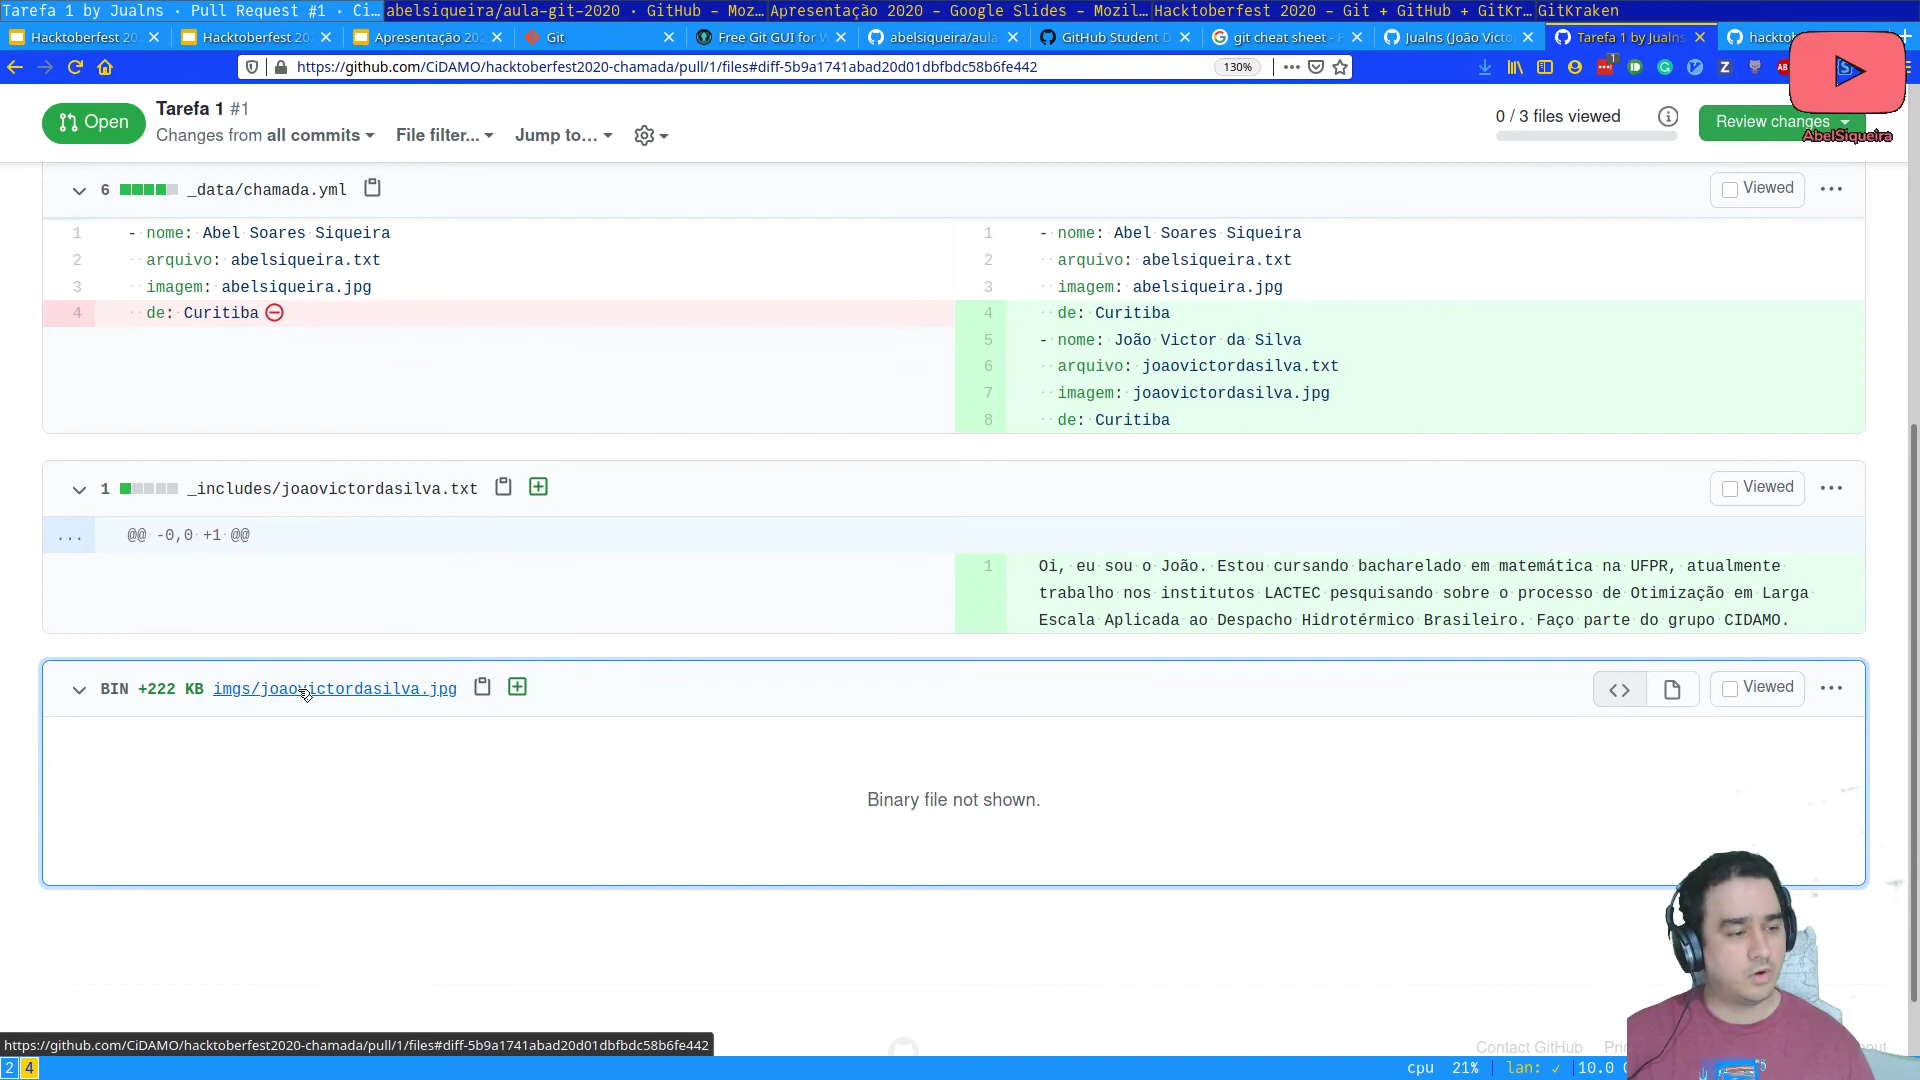 Tarefa 1 by Jualns · Pull Request #1 · Ci… abelsiqueira/aula-git-2020 · GitHub – Moz… Apresentação 2020 – Google Slides – Mozil… Hacktoberfest 2020 – Git + GitHub + GitKr… GitKraken
Hacktoberfest 20 Hacktoberfest 20 Apresentação 202 Git Free Git GUI for W abelsiqueira/aula GitHub Student D git cheat sheet - P Jualns (João Victo Tarefa 1 by Jualns hackto
https://github.com/CiDAMO/hacktoberfest2020-chamada/pull/1/files#diff-5b9a1741abad20d01dbfbdc58b6fe442 130%
Open
Tarefa 1 #1
Changes from all commits File filter... Jump to...
0 / 3 files viewed
Review changes
AbelSiqueira
6 _data/chamada.yml
Viewed
1 - nome: Abel Soares Siqueira
2 arquivo: abelsiqueira.txt
3 imagem: abelsiqueira.jpg
4 de: Curitiba
1 - nome: Abel Soares Siqueira
2 arquivo: abelsiqueira.txt
3 imagem: abelsiqueira.jpg
4 de: Curitiba
5 - nome: João Victor da Silva
6 arquivo: joaovictordasilva.txt
7 imagem: joaovictordasilva.jpg
8 de: Curitiba
1 _includes/joaovictordasilva.txt
Viewed
... @@ -0,0 +1 @@
1 Oi, eu sou o João. Estou cursando bacharelado em matemática na UFPR, atualmente
trabalho nos institutos LACTEC pesquisando sobre o processo de Otimização em Larga
Escala Aplicada ao Despacho Hidrotérmico Brasileiro. Faço parte do grupo CIDAMO.
BIN +222 KB imgs/joaovictordasilva.jpg
Viewed
Binary file not shown.
https://github.com/CiDAMO/hacktoberfest2020-chamada/pull/1/files#diff-5b9a1741abad20d01dbfbdc58b6fe442
Contact GitHub
2 4
cpu 21% | lan: ✓ | 10.0